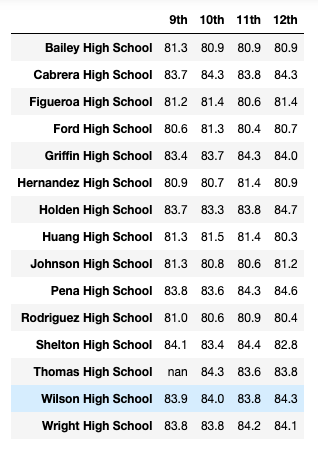 9th 10th 11th 12th
Bailey High School 81.3 80.9 80.9 80.9
Cabrera High School 83.7 84.3 83.8 84.3
Figueroa High School 81.2 81.4 80.6 81.4
Ford High School 80.6 81.3 80.4 80.7
Griffin High School 83.4 83.7 84.3 84.0
Hernandez High School 80.9 80.7 81.4 80.9
Holden High School 83.7 83.3 83.8 84.7
Huang High School 81.3 81.5 81.4 80.3
Johnson High School 81.3 80.8 80.6 81.2
Pena High School 83.8 83.6 84.3 84.6
Rodriguez High School 81.0 80.6 80.9 80.4
Shelton High School 84.1 83.4 84.4 82.8
Thomas High School nan 84.3 83.6 83.8
Wilson High School 83.9 84.0 83.8 84.3
Wright High School 83.8 83.8 84.2 84.1